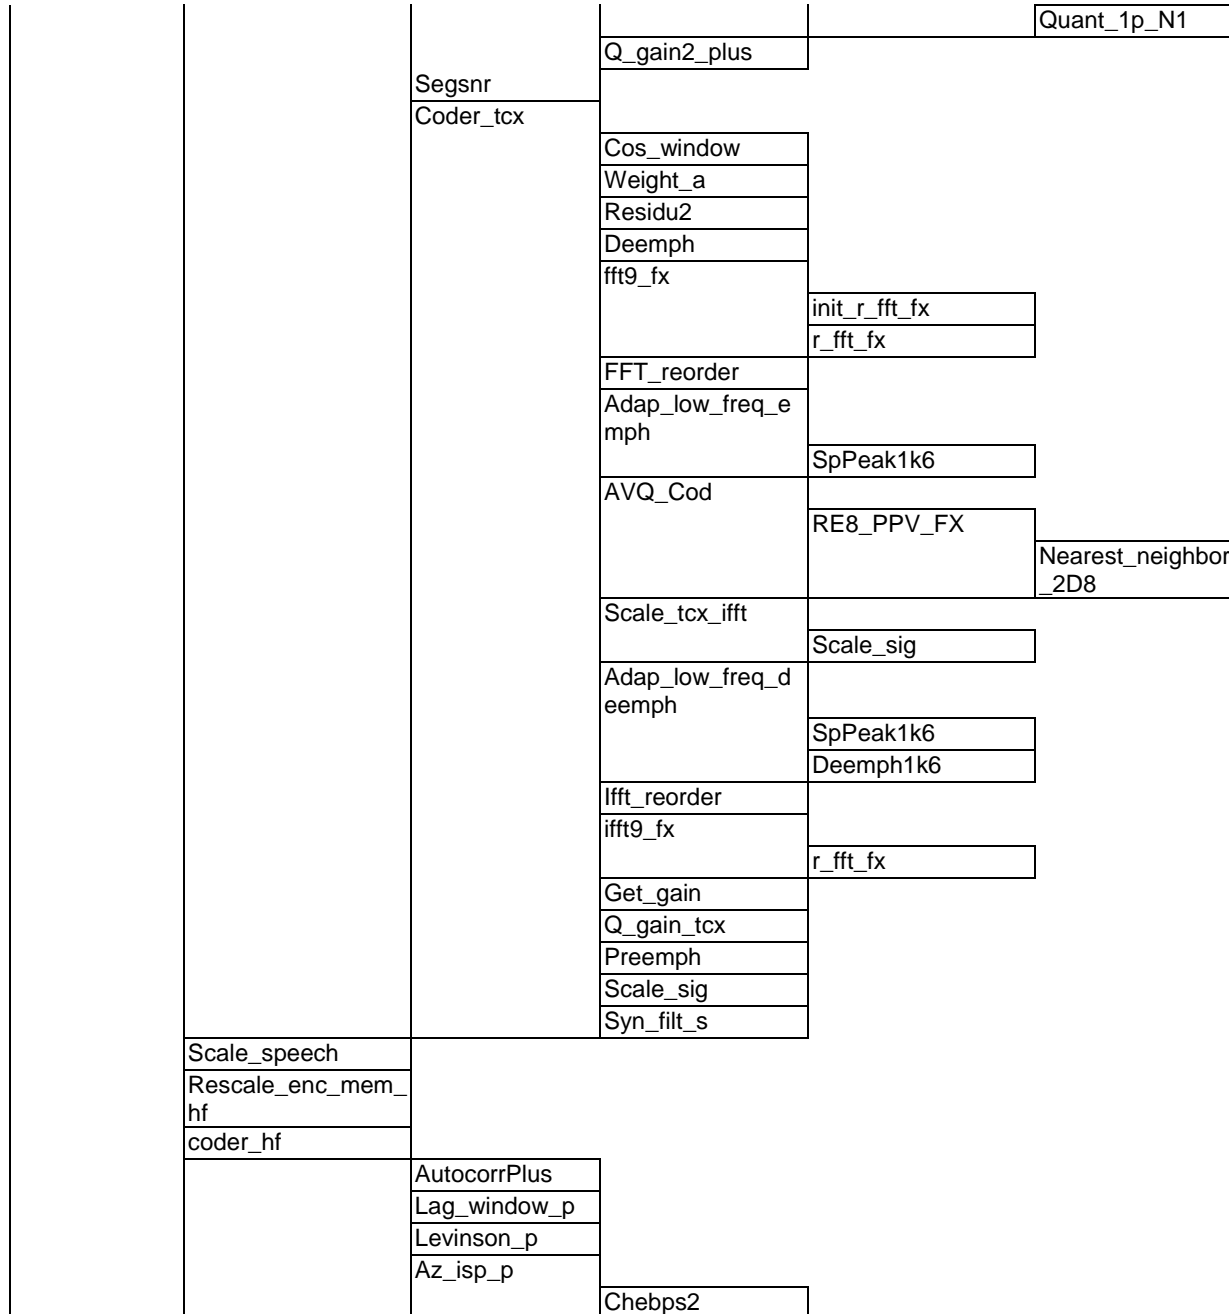 Quant_1p_N1
Q_gain2_plus
Segsnr
Coder_tcx
Cos_window
Weight_a
Residu2
Deemph
fft9_fx
init_r_fft_fx
r_fft_fx
FFT_reorder
Adap_low_freq_e
mph
SpPeak1k6
AVQ_Cod
RE8_PPV_FX
Nearest_neighbor
_2D8
Scale_tcx_ifft
Scale_sig
Adap_low_freq_d
eemph
SpPeak1k6
Deemph1k6
Ifft_reorder
ifft9_fx
r_fft_fx
Get_gain
Q_gain_tcx
Preemph
Scale_sig
Syn_filt_s
Scale_speech
Rescale_enc_mem_
hf
coder_hf
AutocorrPlus
Lag_window_p
Levinson_p
Az_isp_p
Chebps2